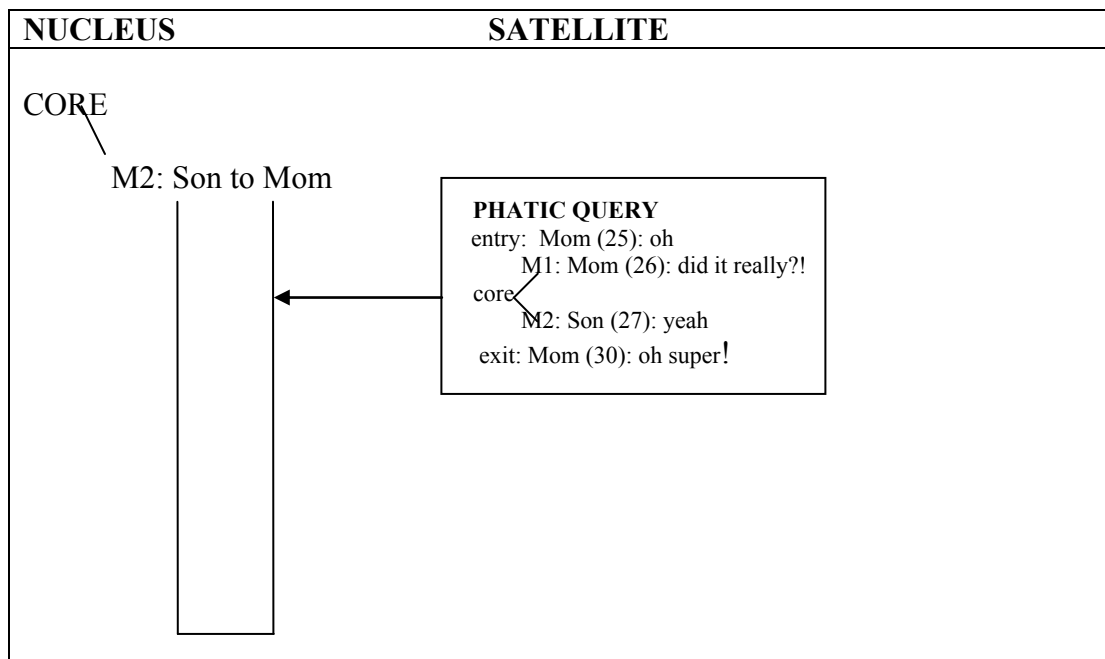 NUCLEUS SATELLITE
CORE
M2: Son to Mom
PHATIC QUERY
entry: Mom (25): oh
M1: Mom (26): did it really?!
core
M2: Son (27): yeah
exit: Mom (30): oh super!